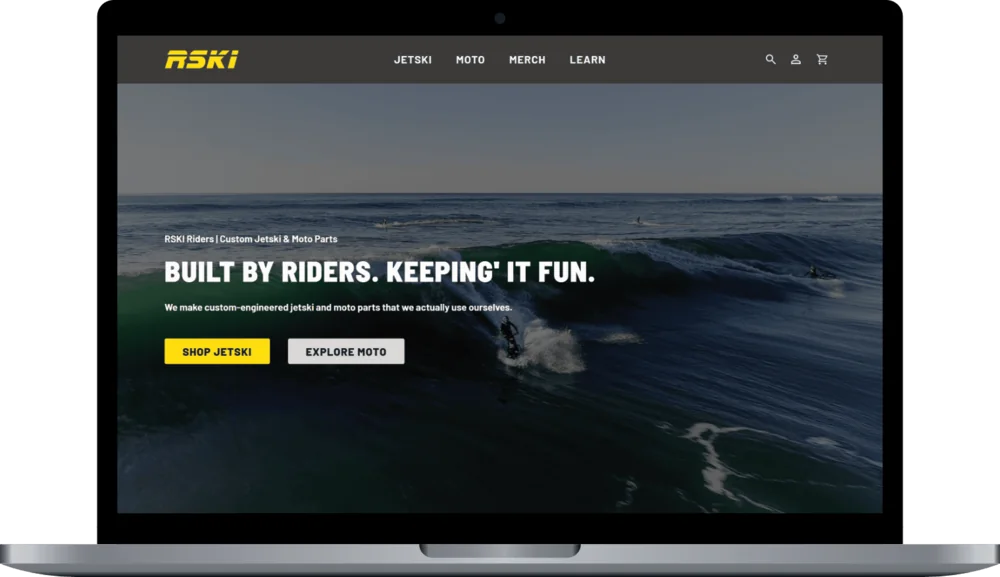 RSKI
JETSKI MOTO MERCH LEARN
RSKI Riders | Custom Jetski & Moto Parts
BUILT BY RIDERS. KEEPING' IT FUN.
We make custom-engineered jetski and moto parts that we actually use ourselves.
SHOP JETSKI EXPLORE MOTO